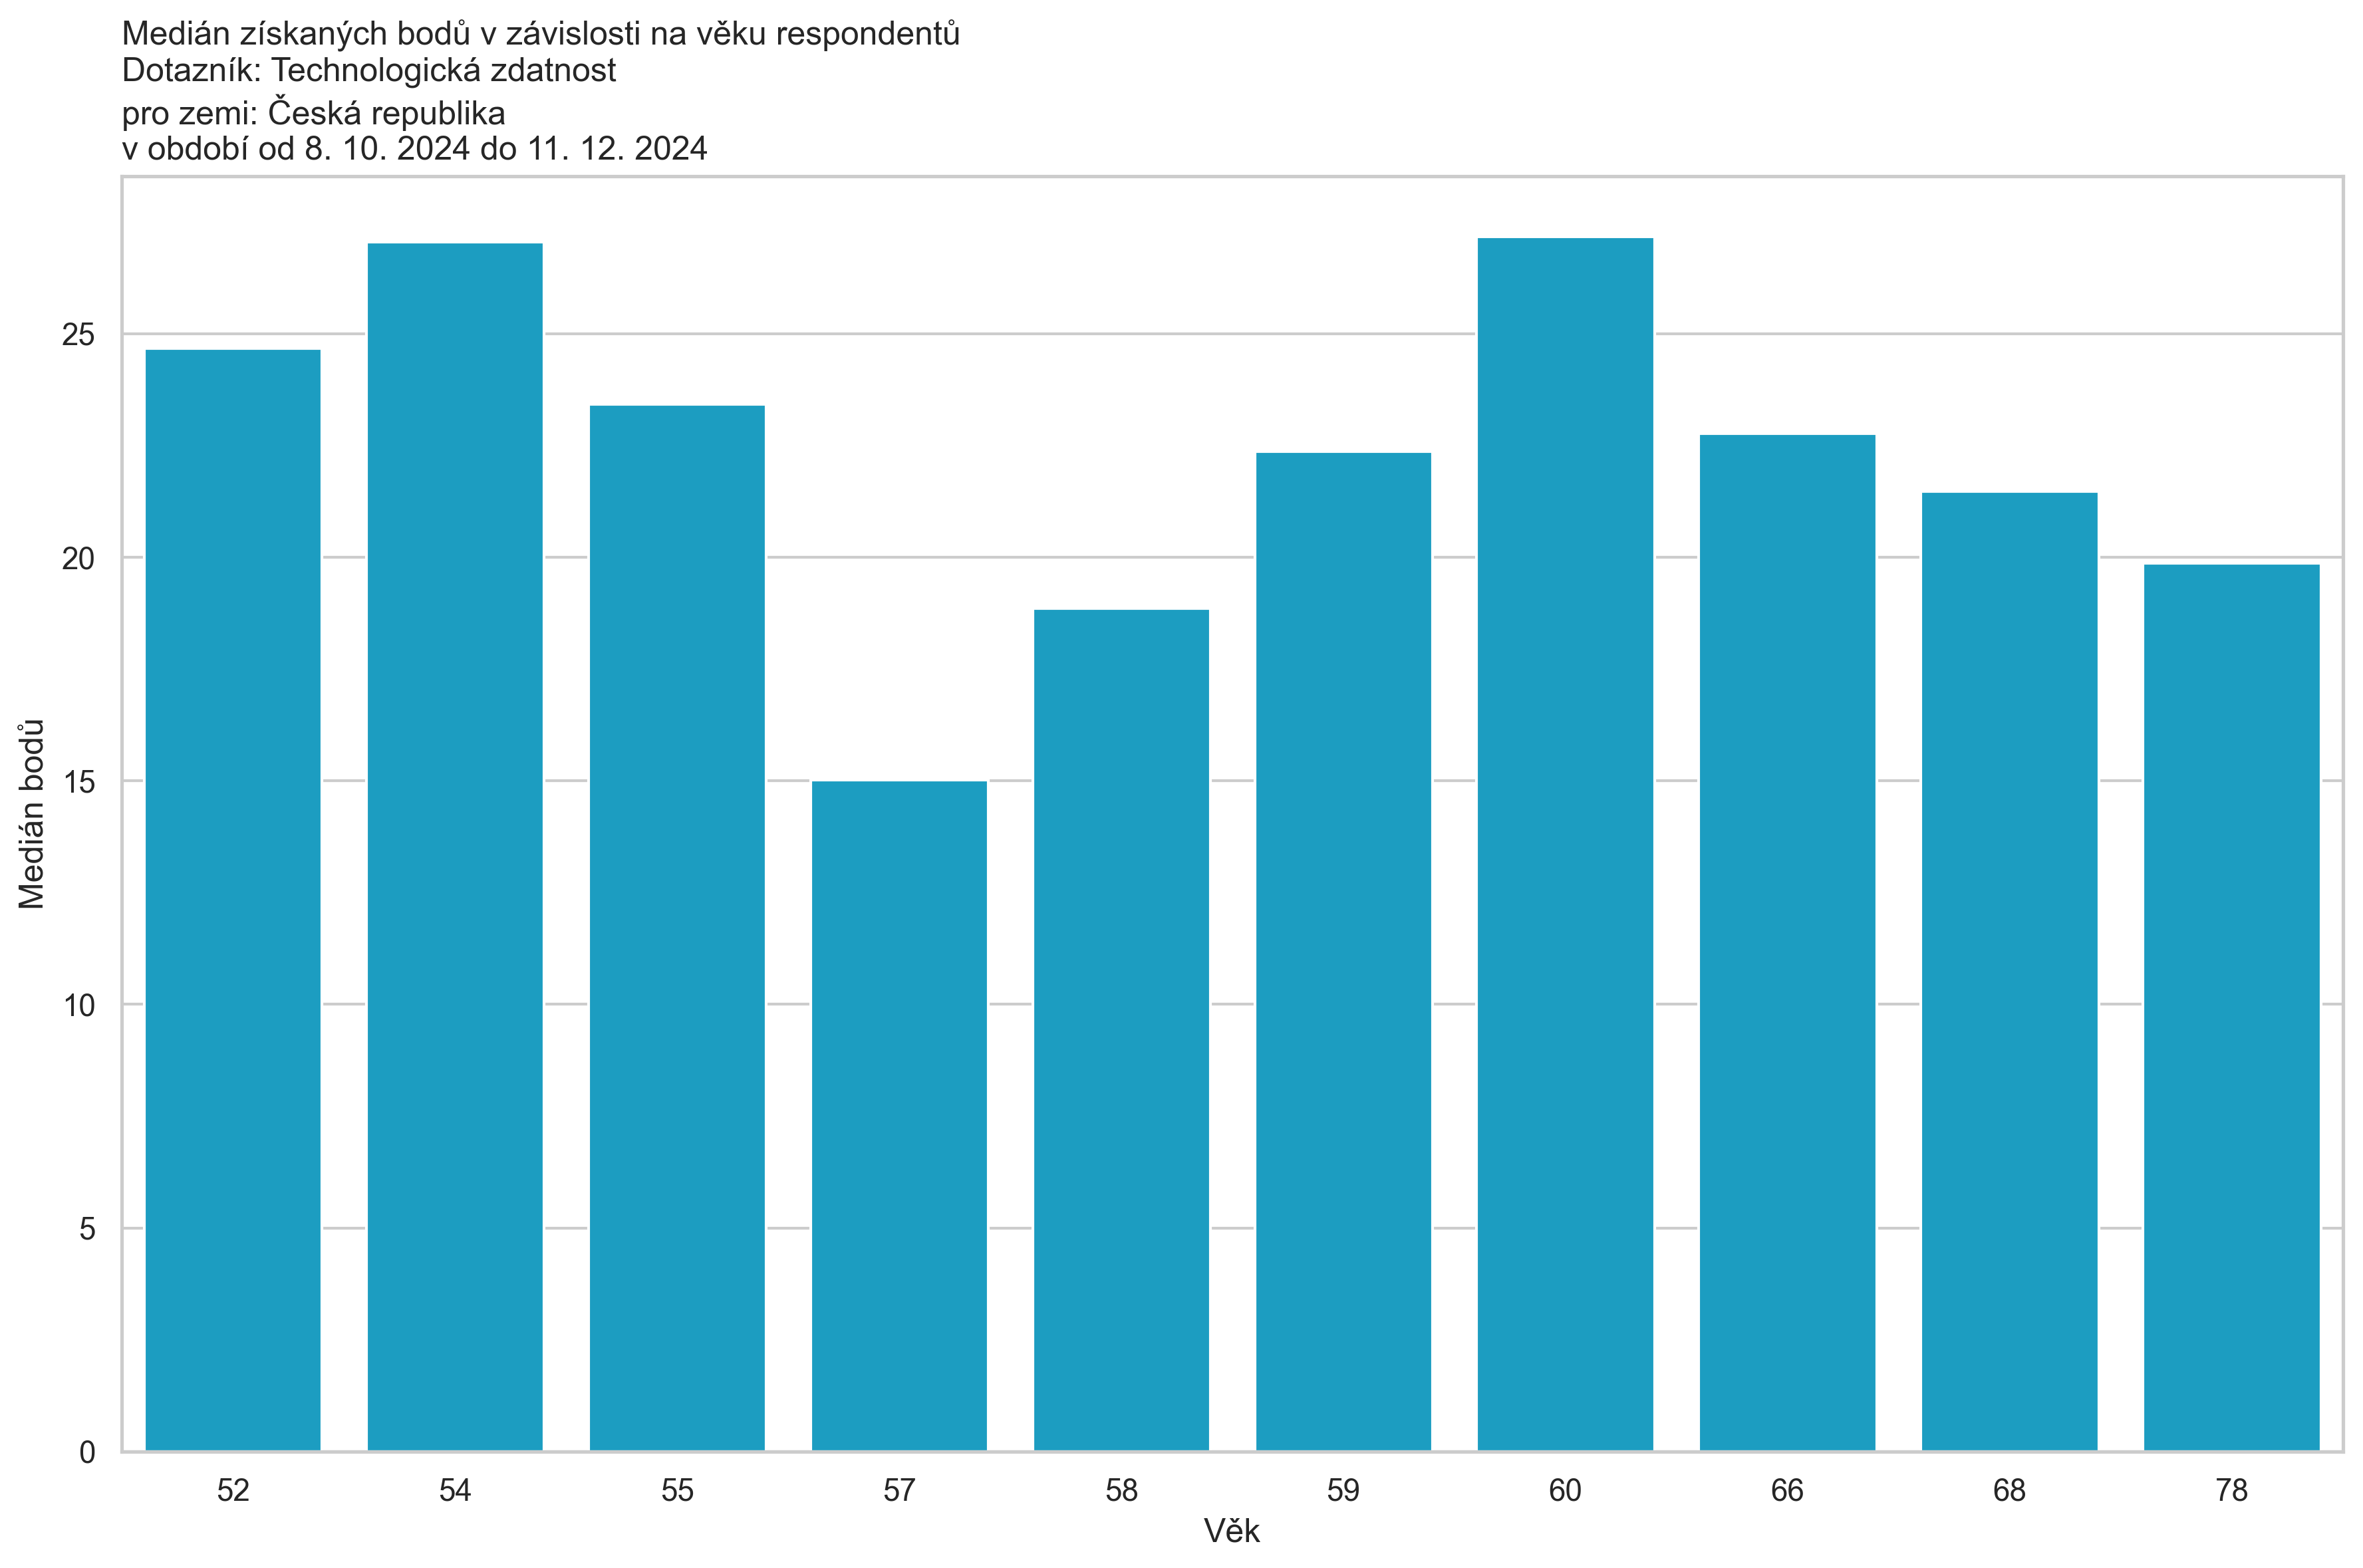 Medián získaných bodů v závislosti na věku respondentů
Dotazník: Technologická zdatnost
pro zemi: Česká republika
v období od 8. 10. 2024 do 11. 12. 2024
25
20
15
10
5
0
Medián bodů
52 54 55 57 58 59 60 66 68 78
Věk